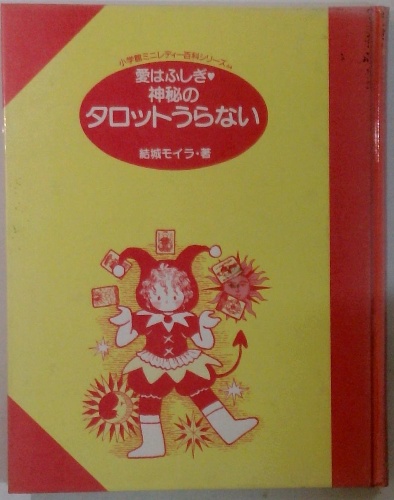 小学館ミニレディー百科シリーズ
愛はふしぎ♥
神秘の
タロットうらない
結城モイラ・著